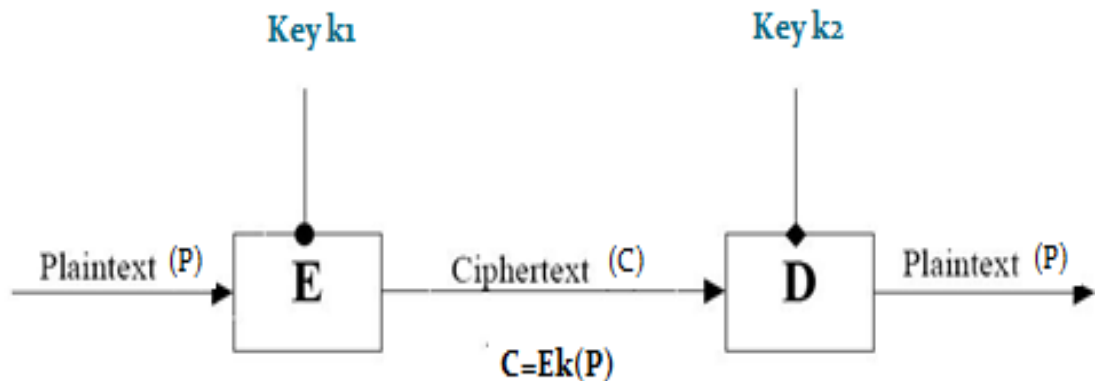 Key k1
Key k2
Plaintext (P)
E
Ciphertext (C)
D
Plaintext (P)
C=Ek(P)